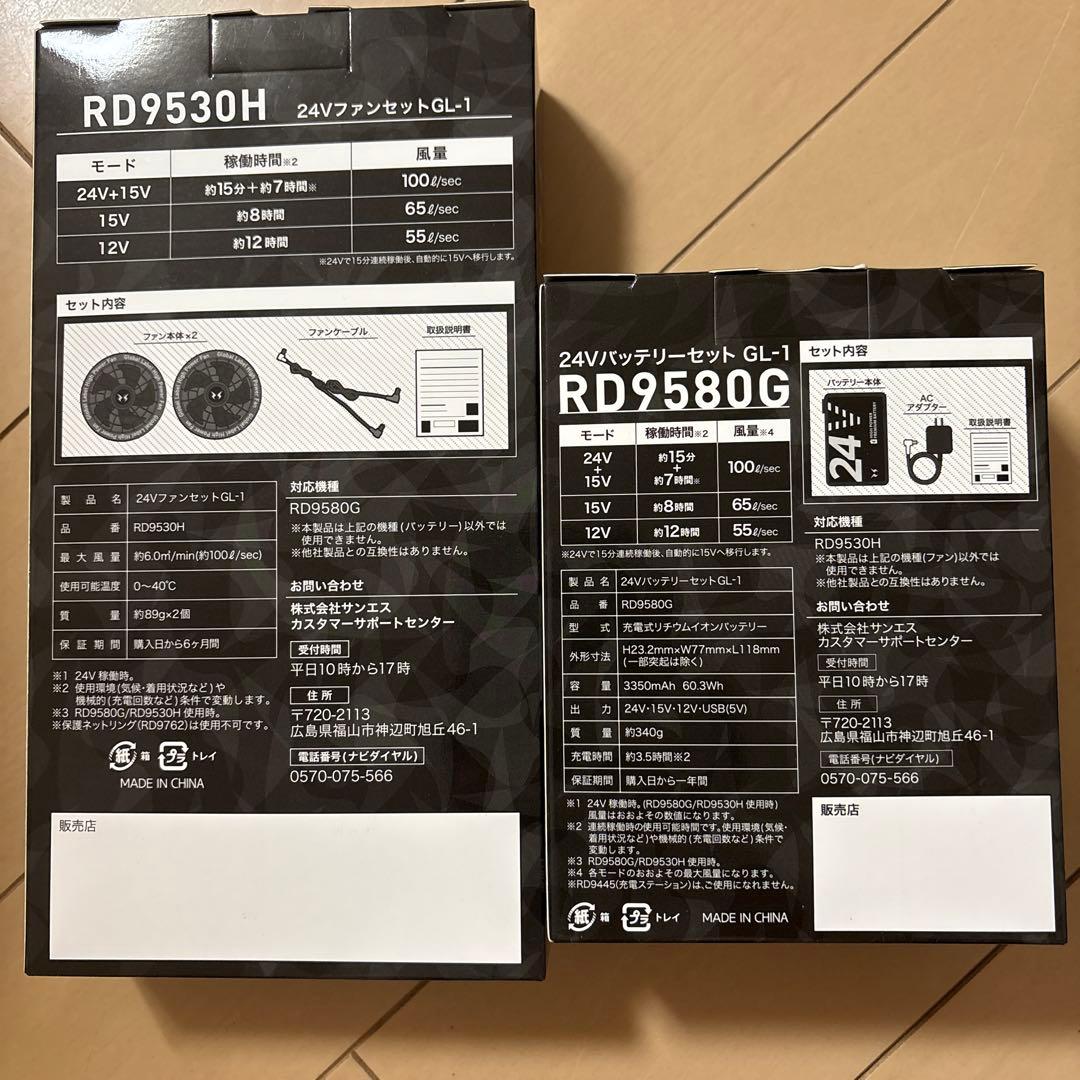 RD9530H 24VファンセットGL-1
モード 稼働時間※2 風量
24V+15V 約15分+約7時間※ 100ℓ/sec
15V 約8時間 65ℓ/sec
12V 約12時間 55ℓ/sec
※24Vで15分連続稼働後、自動的に15Vへ移行します。
セット内容
ファン本体×2 ファンケーブル 取扱説明書
Global Label High Power Fan
製品名 24VファンセットGL-1
品番 RD9530H
最大風量 約6.0㎥/min(約100ℓ/sec)
使用可能温度 0〜40℃
質量 約89g×2個
保証期間 購入日から6ヶ月間
※1 24V稼働時。
※2 使用環境(気候・着用状況など)や
機械的(充電回数など)条件で変動します。
※3 RD9580G/RD9530H使用時。
※保護ネットリング(RD9762)は使用不可です。
紙 箱 プラ トレイ
MADE IN CHINA
対応機種
RD9580G
※本製品は上記の機種(バッテリー)以外では
使用できません。
※他社製品との互換性はありません。
お問い合わせ
株式会社サンエス
カスタマーサポートセンター
受付時間
平日10時から17時
住所
〒720-2113
広島県福山市神辺町旭丘46-1
電話番号(ナビダイヤル)
0570-075-566
販売店
24Vバッテリーセット GL-1
RD9580G
モード 稼働時間※2 風量※4
24V
+
15V
約15分
+
約7時間※
100ℓ/sec
15V 約8時間 65ℓ/sec
12V 約12時間 55ℓ/sec
※24Vで15分連続稼働後、自動的に15Vへ移行します。
製品名 24VバッテリーセットGL-1
品番 RD9580G
型式 充電式リチウムイオンバッテリー
外形寸法 H23.2mm×W77mm×L118mm
(一部突起は除く)
容量 3350mAh 60.3Wh
出力 24V・15V・12V・USB(5V)
質量 約340g
充電時間 約3.5時間※2
保証期間 購入日から一年間
※1 24V稼働時。(RD9580G/RD9530H使用時)
風量はおおよその数値になります。
※2 連続稼働時の使用可能時間です。使用環境(気候・
着用状況など)や機械的(充電回数など)条件で
変動します。
※3 RD9580G/RD9530H使用時。
※4 各モードのおおよその最大風量になります。
※RD9445(充電ステーション)は、ご使用になれません。
紙 箱 プラ トレイ MADE IN CHINA
セット内容
バッテリー本体
AC
アダプター
取扱説明書
24V
HIGH POWER
PREMIUM BATTERY
対応機種
RD9530H
※本製品は上記の機種(ファン)以外では
使用できません。
※他社製品との互換性はありません。
お問い合わせ
株式会社サンエス
カスタマーサポートセンター
受付時間
平日10時から17時
住所
〒720-2113
広島県福山市神辺町旭丘46-1
電話番号(ナビダイヤル)
0570-075-566
販売店